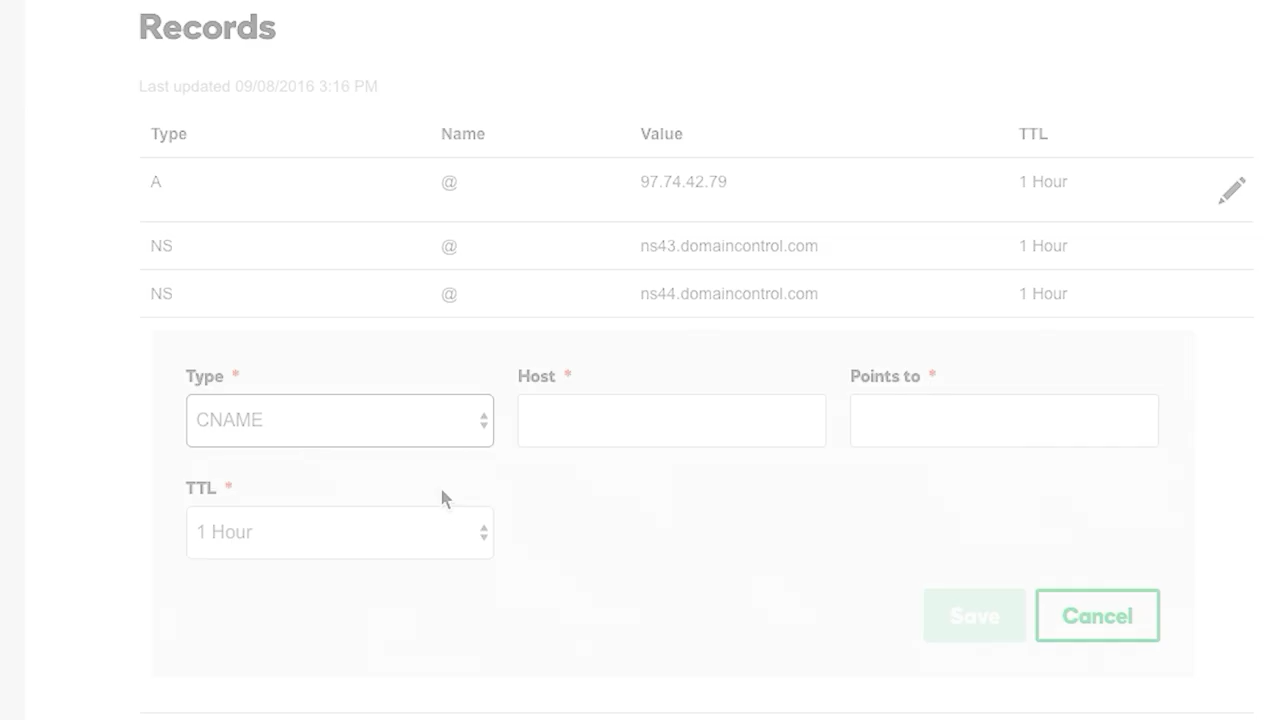 Records
Last updated 09/08/2016 3:16 PM
Type Name Value TTL
A @ 97.74.42.79 1 Hour
NS @ ns43.domaincontrol.com 1 Hour
NS @ ns44.domaincontrol.com 1 Hour
Type * Host * Points to *
CNAME
TTL *
1 Hour
Save Cancel